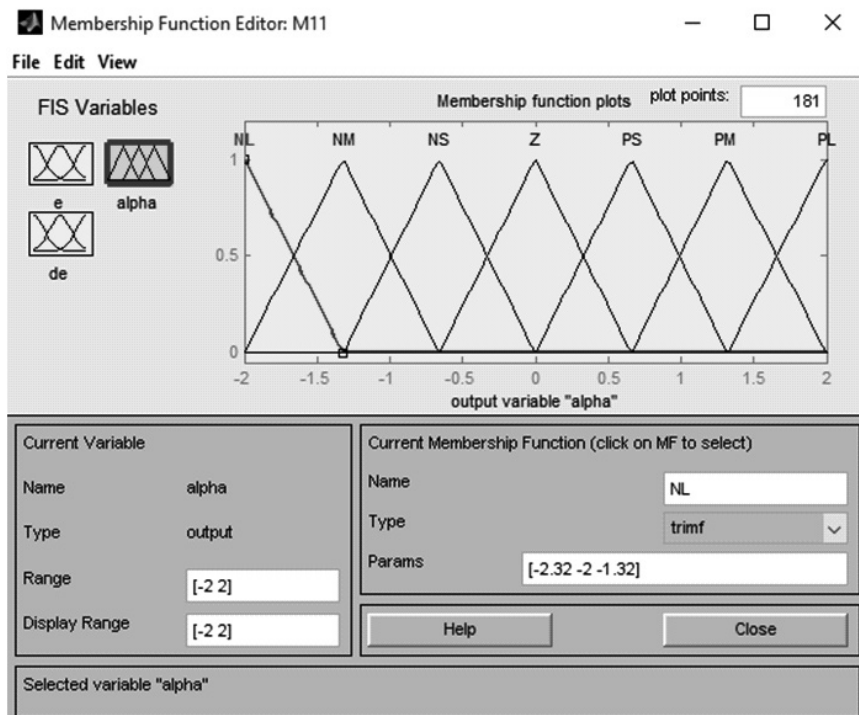 Membership Function Editor: M11
File Edit View
FIS Variables
e
alpha
de
Membership function plots
plot points:
181
NL NM NS Z PS PM PL
1
0.5
0
-2 -1.5 -1 -0.5 0 0.5 1 1.5 2
output variable "alpha"
Current Variable
Name alpha
Type output
Range [-2 2]
Display Range [-2 2]
Current Membership Function (click on MF to select)
Name NL
Type trimf
Params [-2.32 -2 -1.32]
Help Close
Selected variable "alpha"